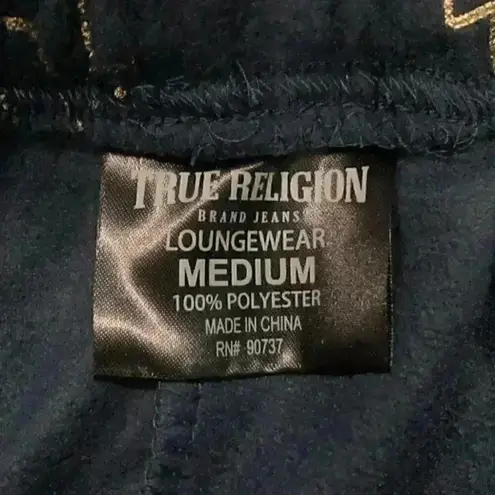 TRUE RELIGION
BRAND JEANS
LOUNGEWEAR
MEDIUM
100% POLYESTER
MADE IN CHINA
RN# 90737